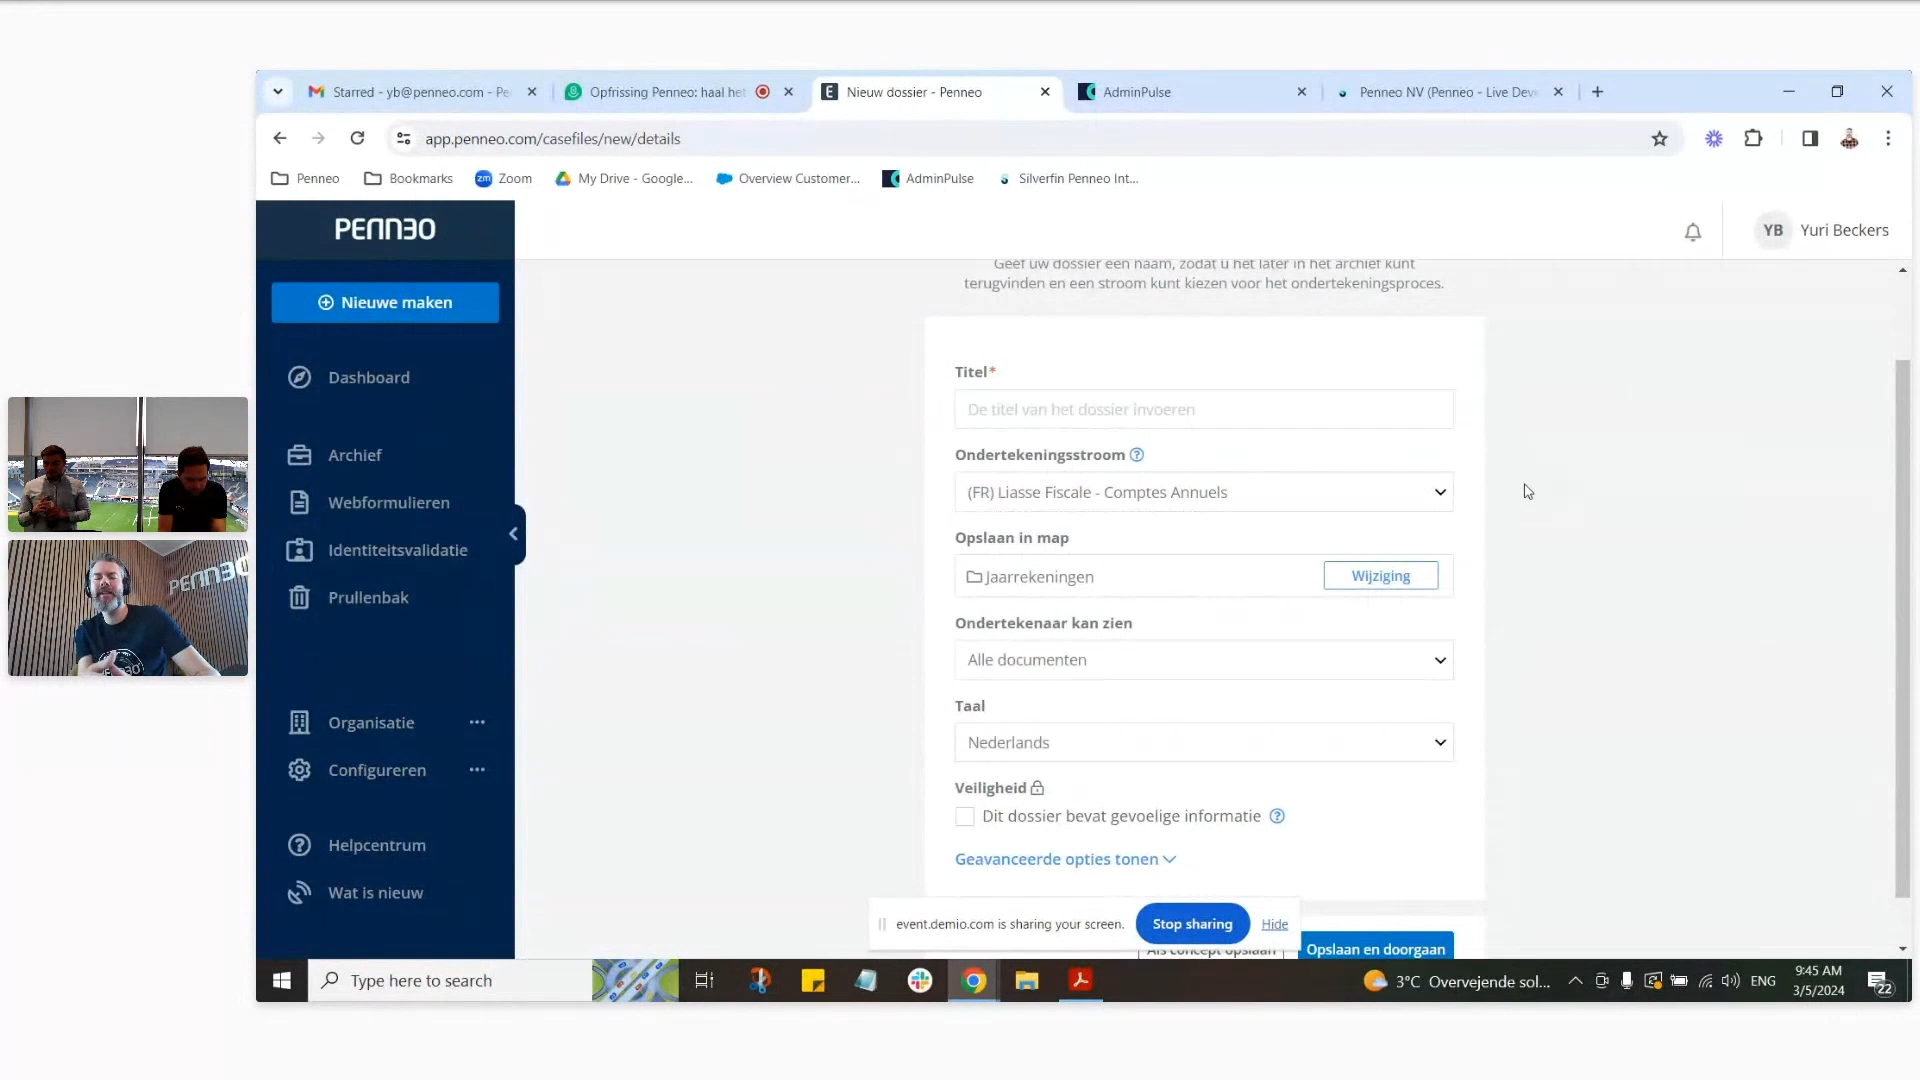 Starred - yb@penneo.com - Pe
Opfrissing Penneo: haal het
Nieuw dossier - Penneo
AdminPulse
Penneo NV (Penneo - Live Deve
app.penneo.com/casefiles/new/details
Penneo
Bookmarks
zm Zoom
My Drive - Google...
Overview Customer...
AdminPulse
Silverfin Penneo Int...
PENNEO
YB Yuri Beckers
Nieuwe maken
Dashboard
Archief
Webformulieren
Identiteitsvalidatie
Prullenbak
Organisatie
Configureren
Helpcentrum
Wat is nieuw
Geef uw dossier een naam, zodat u het later in het archief kunt
terugvinden en een stroom kunt kiezen voor het ondertekeningsproces.
Titel*
De titel van het dossier invoeren
Ondertekeningsstroom
(FR) Liasse Fiscale - Comptes Annuels
Opslaan in map
Jaarrekeningen
Wijziging
Ondertekenaar kan zien
Alle documenten
Taal
Nederlands
Veiligheid
Dit dossier bevat gevoelige informatie
Geavanceerde opties tonen
event.demio.com is sharing your screen.
Stop sharing
Hide
Als concept opslaan
Opslaan en doorgaan
Type here to search
3°C Overvejende sol...
ENG
9:45 AM
3/5/2024
22
PENNEO